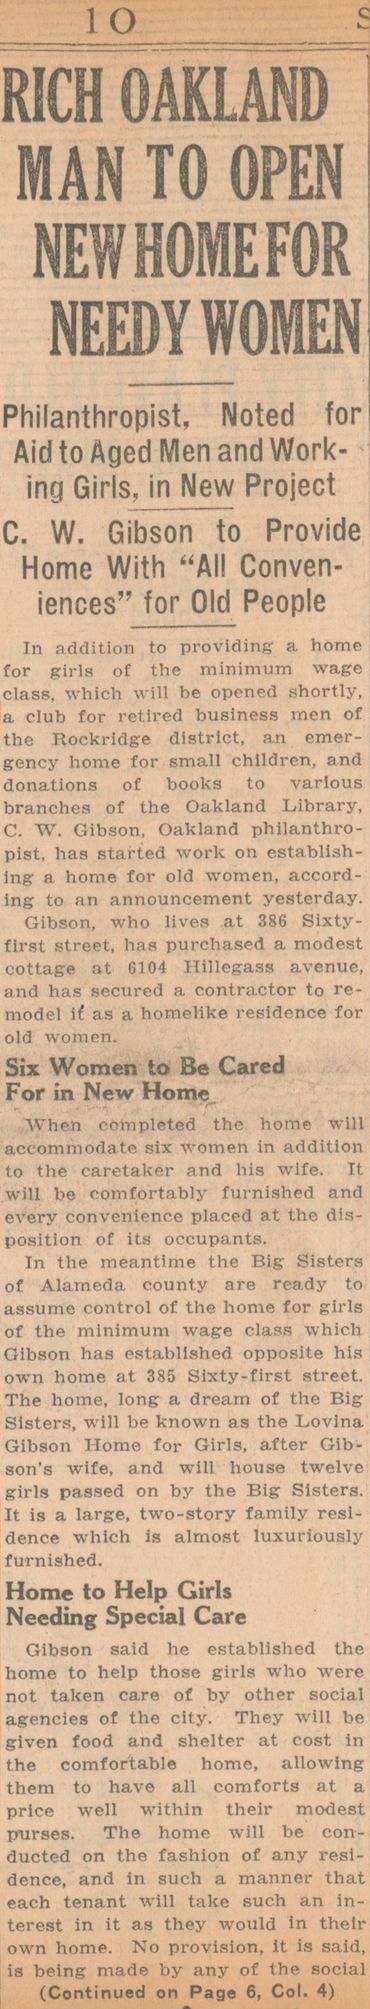 10
S
RICH OAKLAND
MAN TO OPEN
NEW HOME FOR
NEEDY WOMEN
Philanthropist, Noted for
Aid to Aged Men and Work-
ing Girls, in New Project
C. W. Gibson to Provide
Home With “All Conven-
iences” for Old People
In addition to providing a home
for girls of the minimum wage
class, which will be opened shortly,
a club for retired business men of
the Rockridge district, an emer-
gency home for small children, and
donations of books to various
branches of the Oakland Library,
C. W. Gibson, Oakland philanthro-
pist, has started work on establish-
ing a home for old women, accord-
ing to an announcement yesterday.
Gibson, who lives at 386 Sixty-
first street, has purchased a modest
cottage at 6104 Hillegass avenue,
and has secured a contractor to re-
model it as a homelike residence for
old women.
Six Women to Be Cared
For in New Home
When completed the home will
accommodate six women in addition
to the caretaker and his wife. It
will be comfortably furnished and
every convenience placed at the dis-
position of its occupants.
In the meantime the Big Sisters
of Alameda county are ready to
assume control of the home for girls
of the minimum wage class which
Gibson has established opposite his
own home at 385 Sixty-first street.
The home, long a dream of the Big
Sisters, will be known as the Lovina
Gibson Home for Girls, after Gib-
son's wife, and will house twelve
girls passed on by the Big Sisters.
It is a large, two-story family resi-
dence which is almost luxuriously
furnished.
Home to Help Girls
Needing Special Care
Gibson said he established the
home to help those girls who were
not taken care of by other social
agencies of the city. They will be
given food and shelter at cost in
the comfortable home, allowing
them to have all comforts at a
price well within their modest
purses. The home will be con-
ducted on the fashion of any resi-
dence, and in such a manner that
each tenant will take such an in-
terest in it as they would in their
own home. No provision, it is said,
is being made by any of the social
(Continued on Page 6, Col. 4)